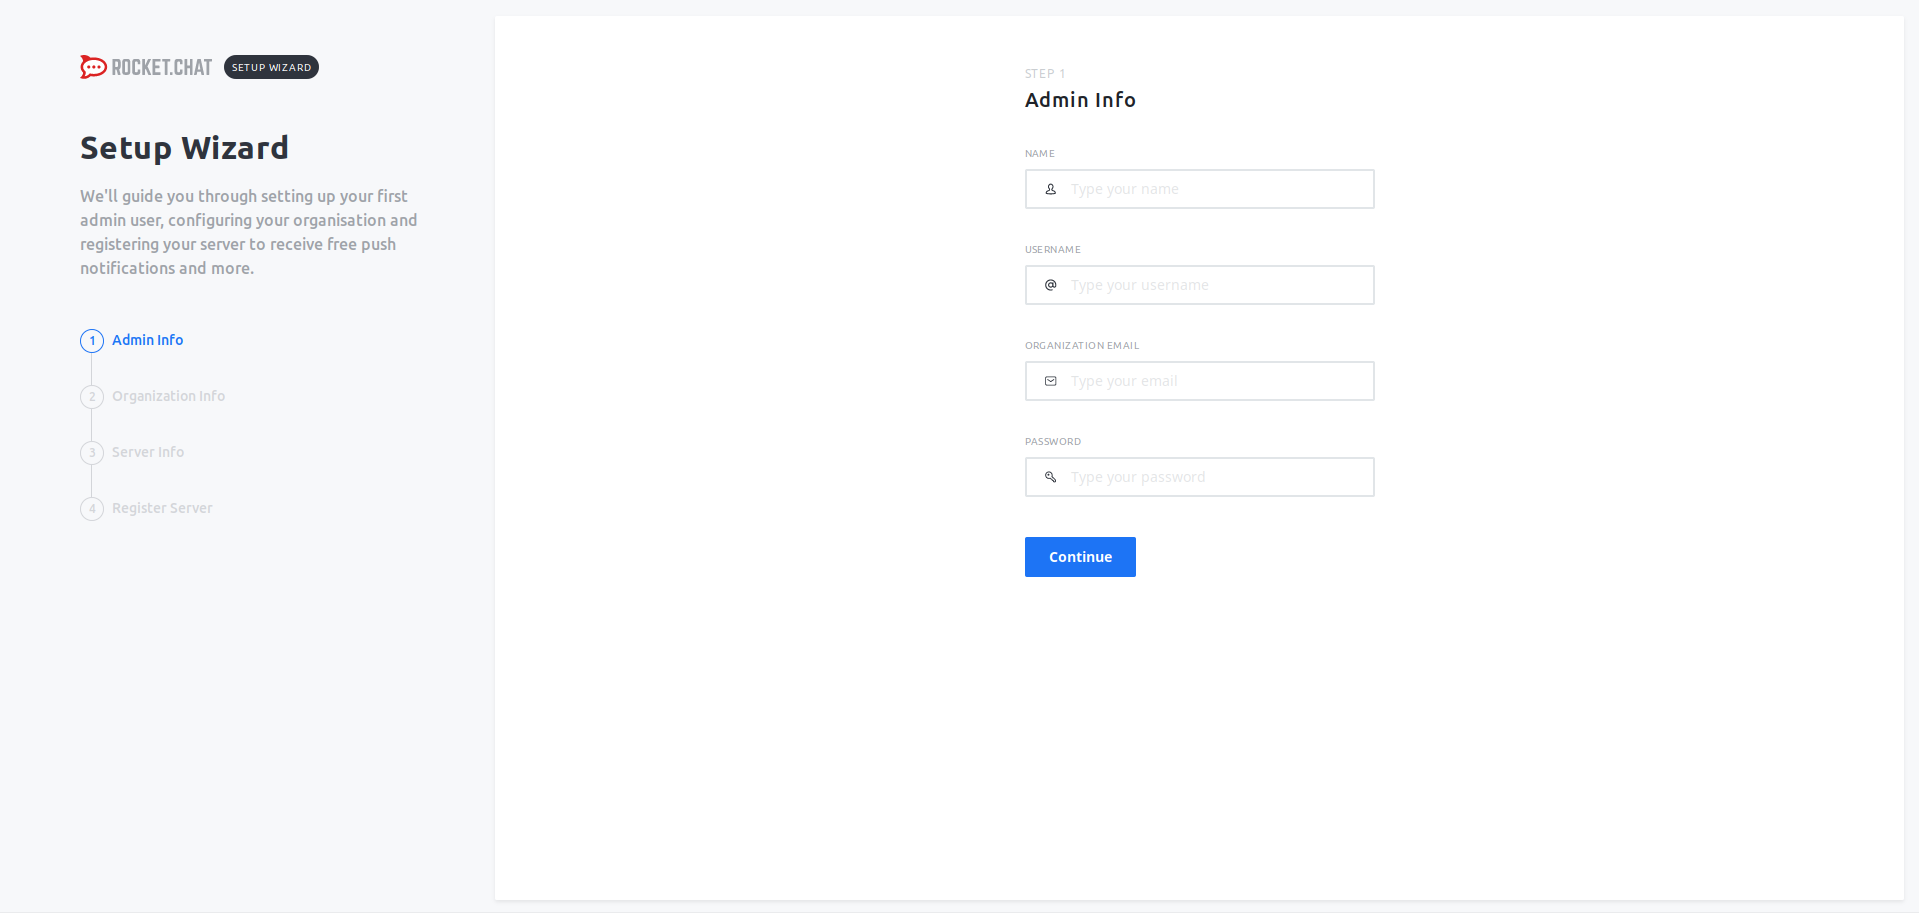 ROCKET.CHAT SETUP WIZARD
Setup Wizard
We'll guide you through setting up your first
admin user, configuring your organisation and
registering your server to receive free push
notifications and more.
1 Admin Info
2 Organization Info
3 Server Info
4 Register Server
STEP 1
Admin Info
NAME
Type your name
USERNAME
@ Type your username
ORGANIZATION EMAIL
Type your email
PASSWORD
Type your password
Continue